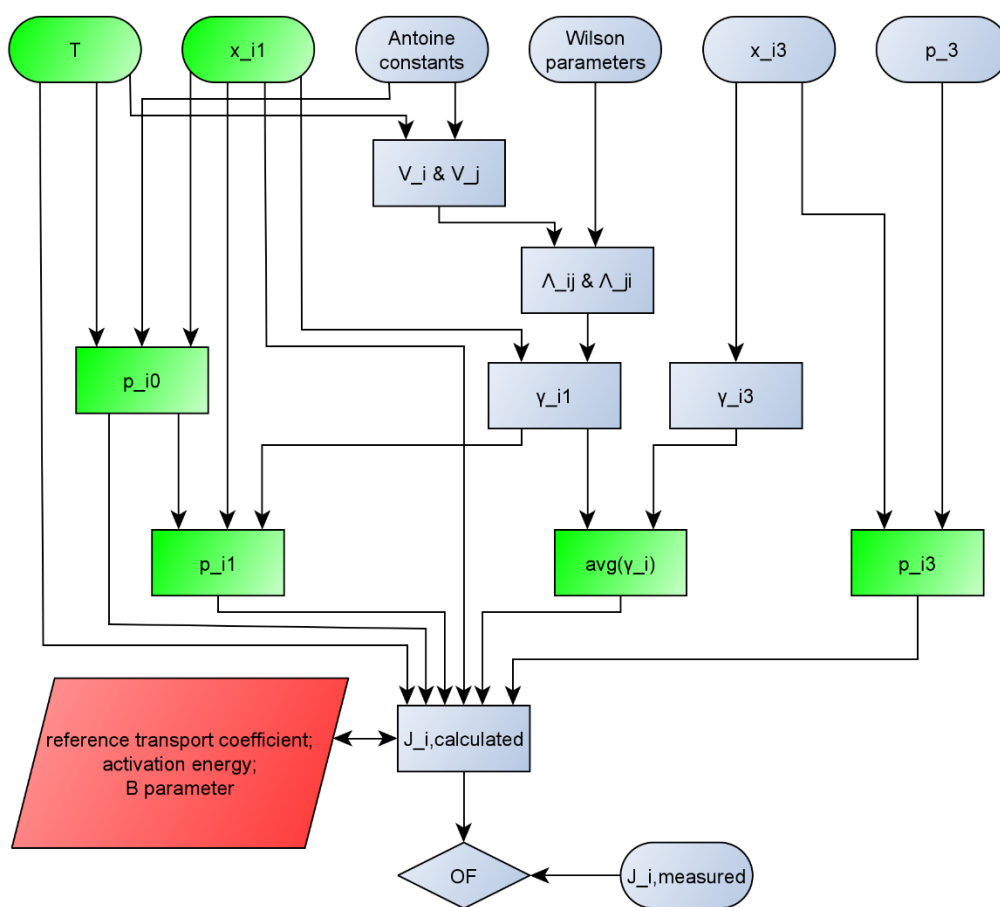 T
x_i1
Antoine
constants
Wilson
parameters
x_i3
p_3
V_i & V_j
Λ_ij & Λ_ji
p_i0
γ_i1
γ_i3
p_i1
avg(γ_i)
p_i3
reference transport coefficient;
activation energy;
B parameter
J_i,calculated
OF
J_i,measured